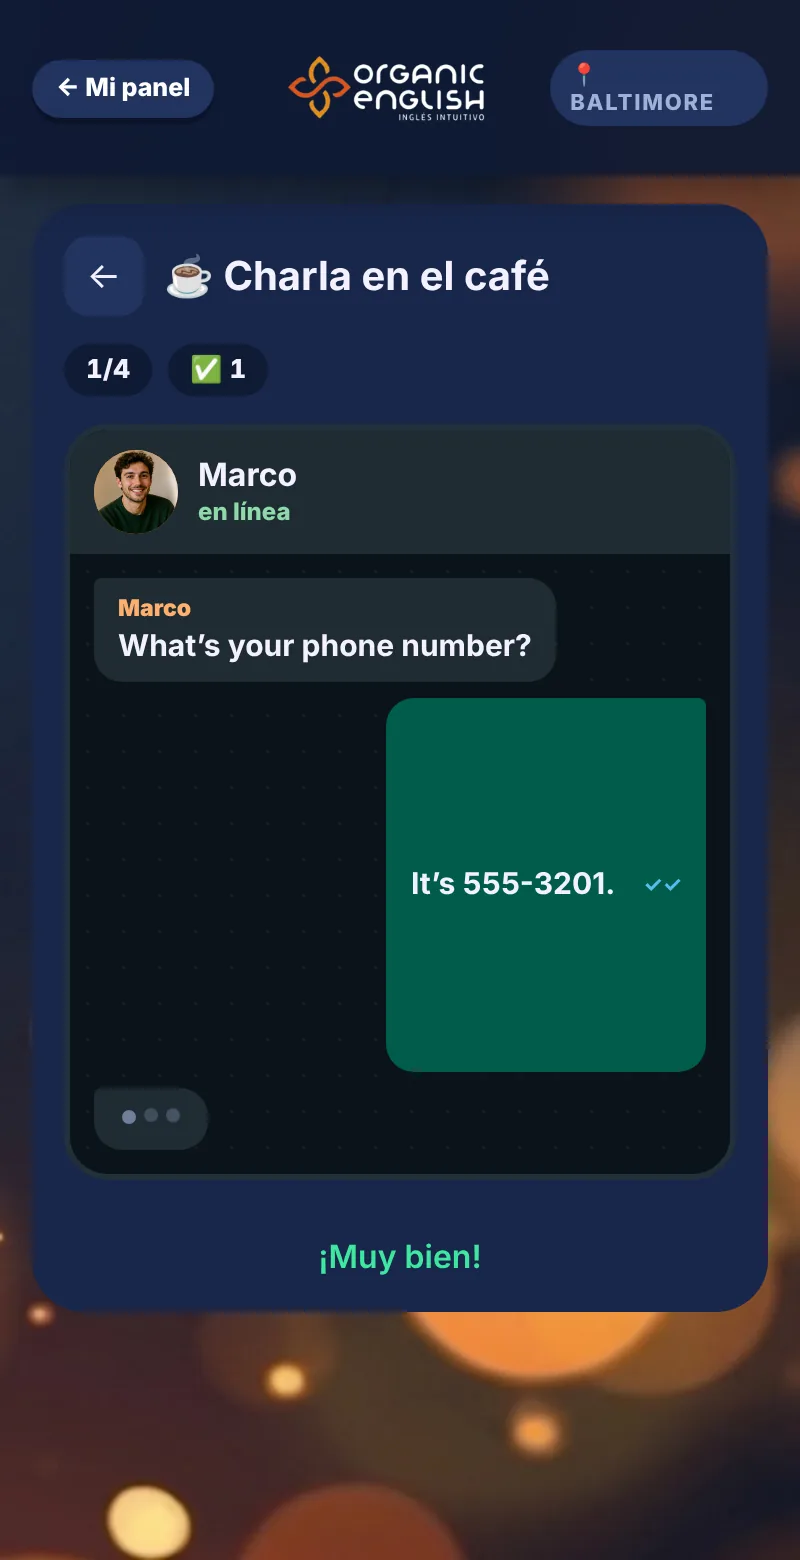 ← Mi panel
ORGANIC
ENGLISH
INGLÉS INTUITIVO
📍
BALTIMORE
←
☕ Charla en el café
1/4
✅ 1
Marco
en línea
Marco
What’s your phone number?
It’s 555-3201. ✓✓
¡Muy bien!